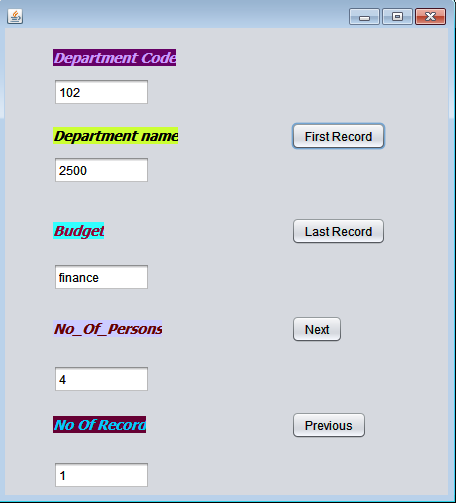 Department Code
102
Department name
First Record
2500
Budget
Last Record
finance
No_Of_Persons
Next
4
No Of Record
Previous
1